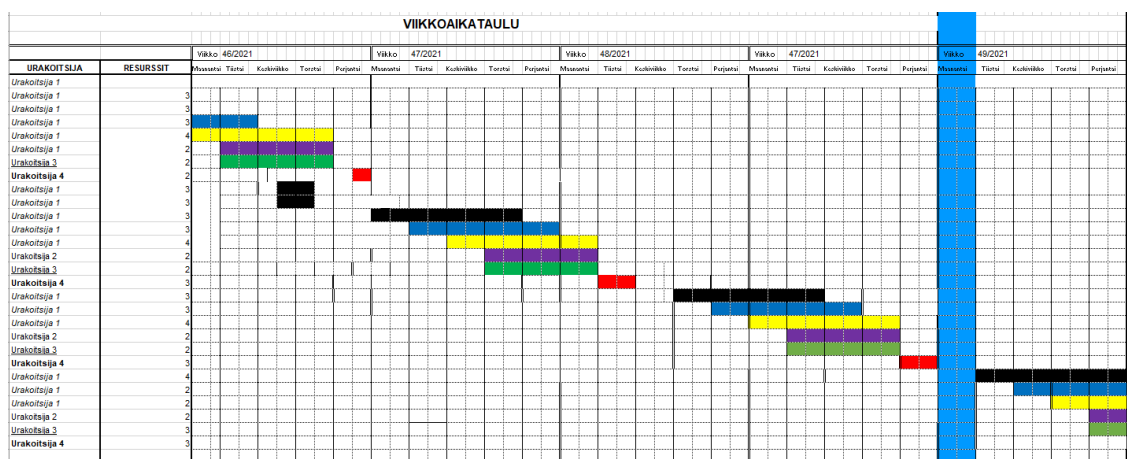 VIIKKOAIKATAULU
Viikko 46/2021 Viikko 47/2021 Viikko 48/2021 Viikko 47/2021 Viikko 49/2021
URAKOITSIJA RESURSSIT Maanantai Tiistai Keskiviikko Torstai Perjantai Maanantai Tiistai Keskiviikko Torstai Perjantai Maanantai Tiistai Keskiviikko Torstai Perjantai Maanantai Tiistai Keskiviikko Torstai Perjantai Maanantai Tiistai Keskiviikko Torstai Perjantai
Urakoitsija 1
Urakoitsija 1 3
Urakoitsija 1 3
Urakoitsija 1 3
Urakoitsija 1 4
Urakoitsija 1 2
Urakoitsija 3 2
Urakoitsija 4 2
Urakoitsija 1 3
Urakoitsija 1 3
Urakoitsija 1 3
Urakoitsija 1 3
Urakoitsija 1 4
Urakoitsija 2 2
Urakoitsija 3 2
Urakoitsija 4 3
Urakoitsija 1 3
Urakoitsija 1 3
Urakoitsija 1 4
Urakoitsija 2 2
Urakoitsija 3 2
Urakoitsija 4 3
Urakoitsija 1 4
Urakoitsija 1 2
Urakoitsija 1 2
Urakoitsija 2 2
Urakoitsija 3 3
Urakoitsija 4 3